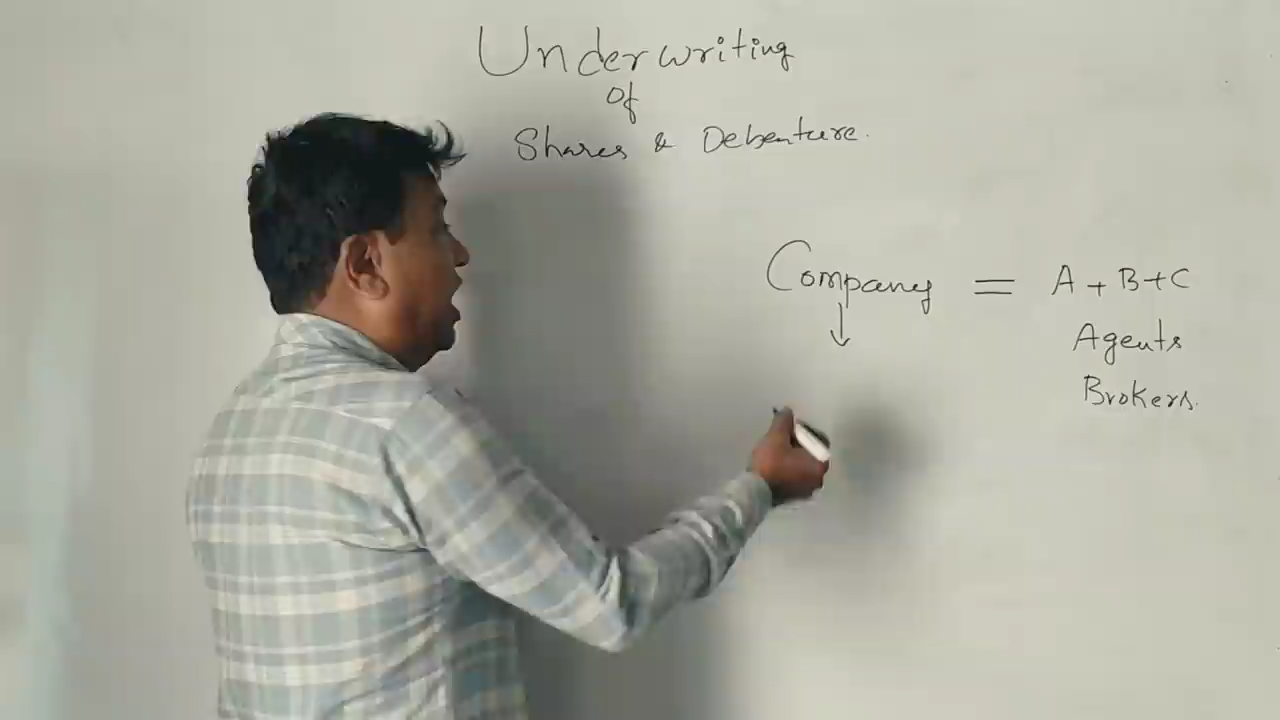 Underwriting
of
Shares & Debenture.
Company = A + B + C
Agents
Brokers.